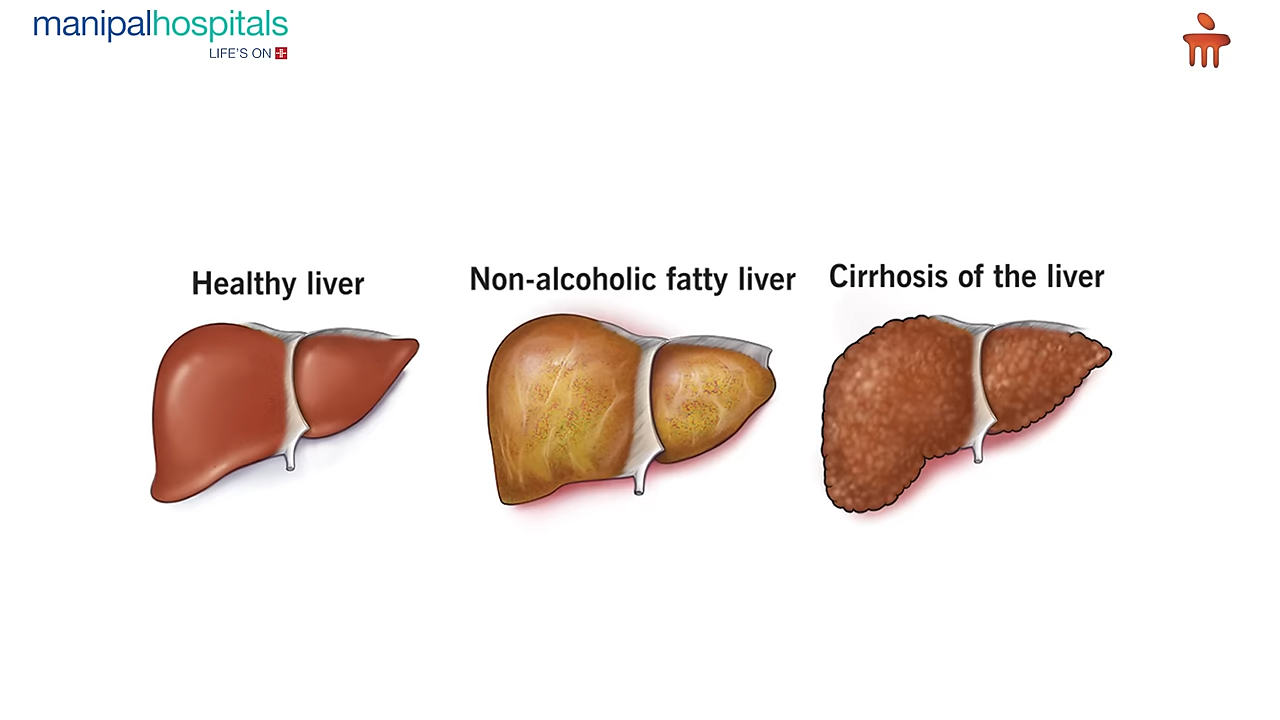 manipalhospitals
LIFE'S ON
Healthy liver
Non-alcoholic fatty liver
Cirrhosis of the liver